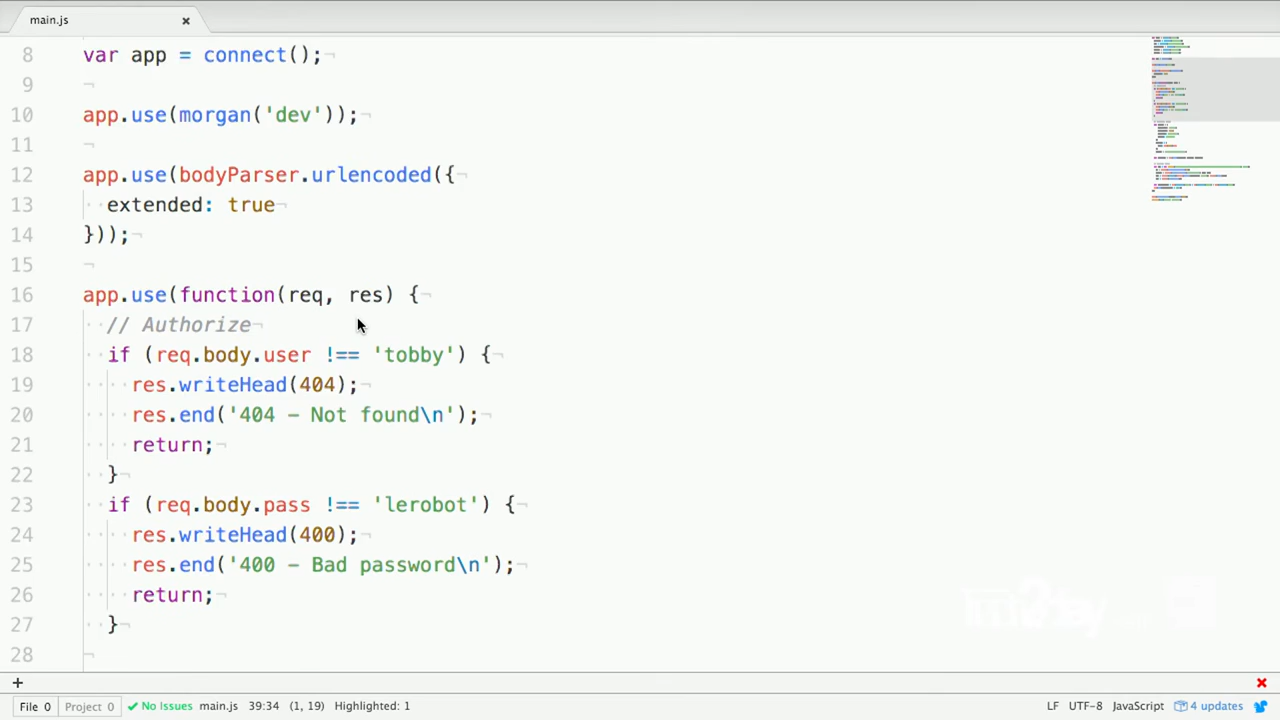 main.js
8 var app = connect();
9
10 app.use(morgan('dev'));
11
12 app.use(bodyParser.urlencoded({
13 extended: true
14 }));
15
16 app.use(function(req, res) {
17 // Authorize
18 if (req.body.user !== 'tobby') {
19 res.writeHead(404);
20 res.end('404 - Not found\n');
21 return;
22 }
23 if (req.body.pass !== 'lerobot') {
24 res.writeHead(400);
25 res.end('400 - Bad password\n');
26 return;
27 }
28
+
File 0 Project 0 No Issues main.js 39:34 (1, 19) Highlighted: 1 LF UTF-8 JavaScript 4 updates